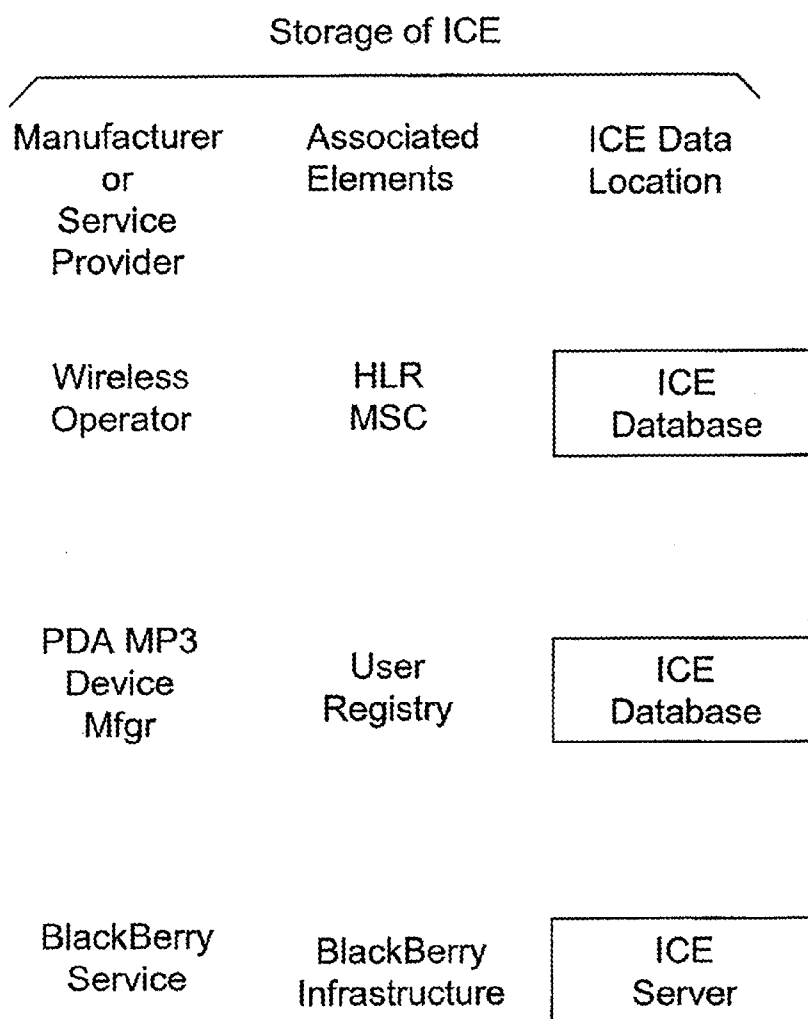 Storage of ICE
Manufacturer
or
Service
Provider
Associated
Elements
ICE Data
Location
Wireless
Operator
HLR
MSC
ICE
Database
PDA MP3
Device
Mfgr
User
Registry
ICE
Database
BlackBerry
Service
BlackBerry
Infrastructure
ICE
Server